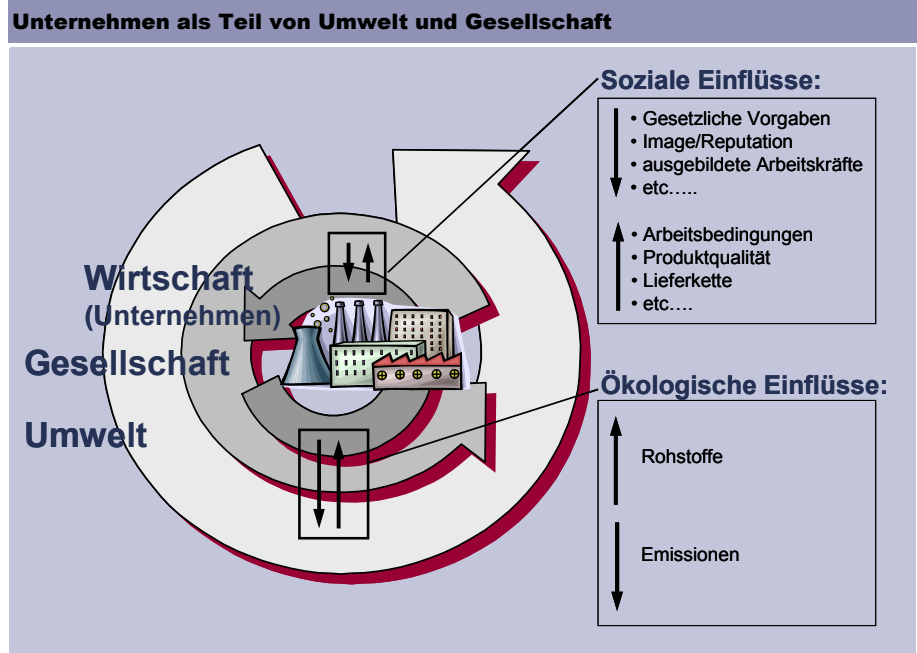 Unternehmen als Teil von Umwelt und Gesellschaft
Soziale Einflüsse:
• Gesetzliche Vorgaben
• Image/Reputation
• ausgebildete Arbeitskräfte
• etc.....
• Arbeitsbedingungen
• Produktqualität
• Lieferkette
• etc....
Wirtschaft
(Unternehmen)
Gesellschaft
Umwelt
Ökologische Einflüsse:
Rohstoffe
Emissionen